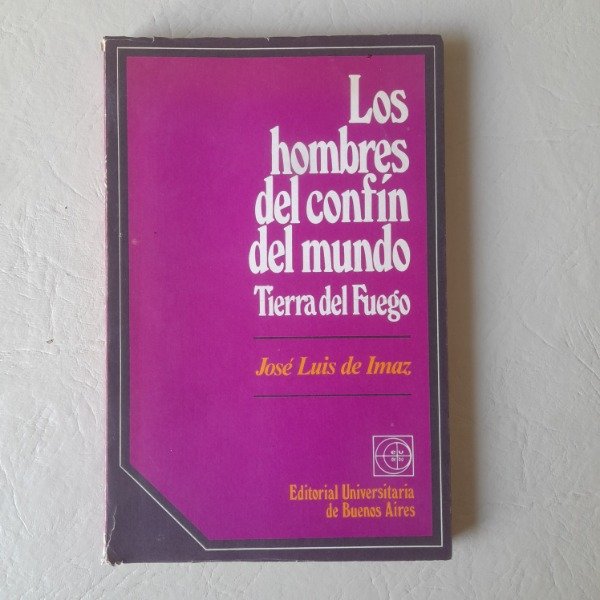 Los
hombres
del confín
del mundo
Tierra del Fuego
José Luis de Imaz
Editorial Universitaria
de Buenos Aires